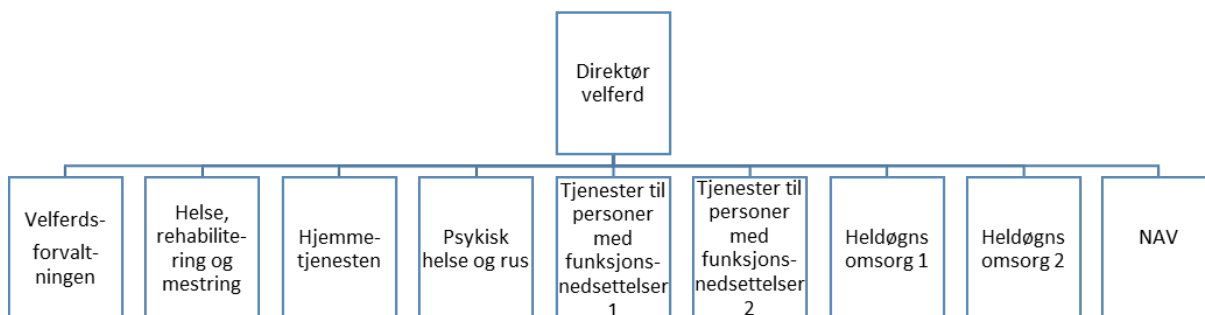 Direktør
velferd
Velferds-
forvalt-
ningen
Helse,
rehabilite-
ring og
mestring
Hjemme-
tjenesten
Psykisk
helse og rus
Tjenester til
personer
med
funksjons-
nedsettelser
1
Tjenester til
personer
med
funksjons-
nedsettelser
2
Heldøgns
omsorg 1
Heldøgns
omsorg 2
NAV